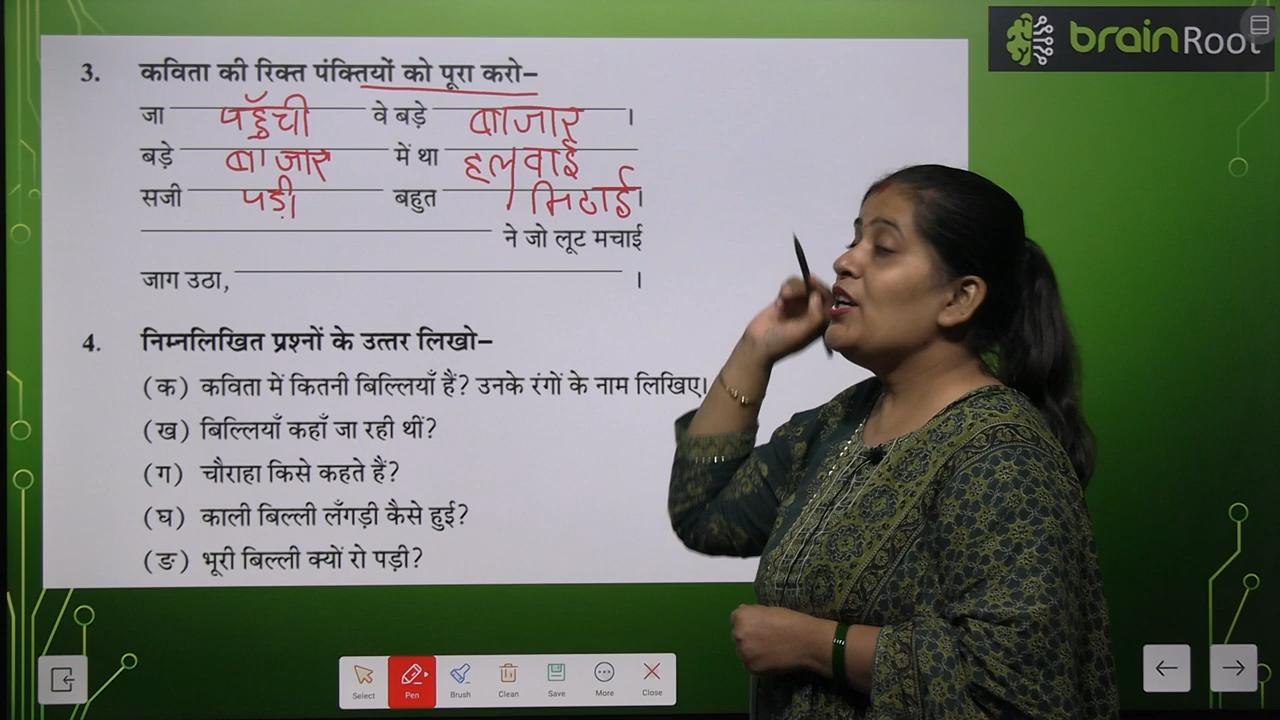 brainRoot
3. कविता की रिक्त पंक्तियों को पूरा करो–
जा पहुँची वे बड़े बाजार ।
बड़े बाजार में था हलवाई
सजी पड़ी बहुत मिठाई ।
ने जो लूट मचाई
जाग उठा, ।
4. निम्नलिखित प्रश्नों के उत्तर लिखो–
(क) कविता में कितनी बिल्लियाँ हैं? उनके रंगों के नाम लिखिए।
(ख) बिल्लियाँ कहाँ जा रही थीं?
(ग) चौराहा किसे कहते हैं?
(घ) काली बिल्ली लँगड़ी कैसे हुई?
(ङ) भूरी बिल्ली क्यों रो पड़ी?
Select Pen Brush Clean Save More Close